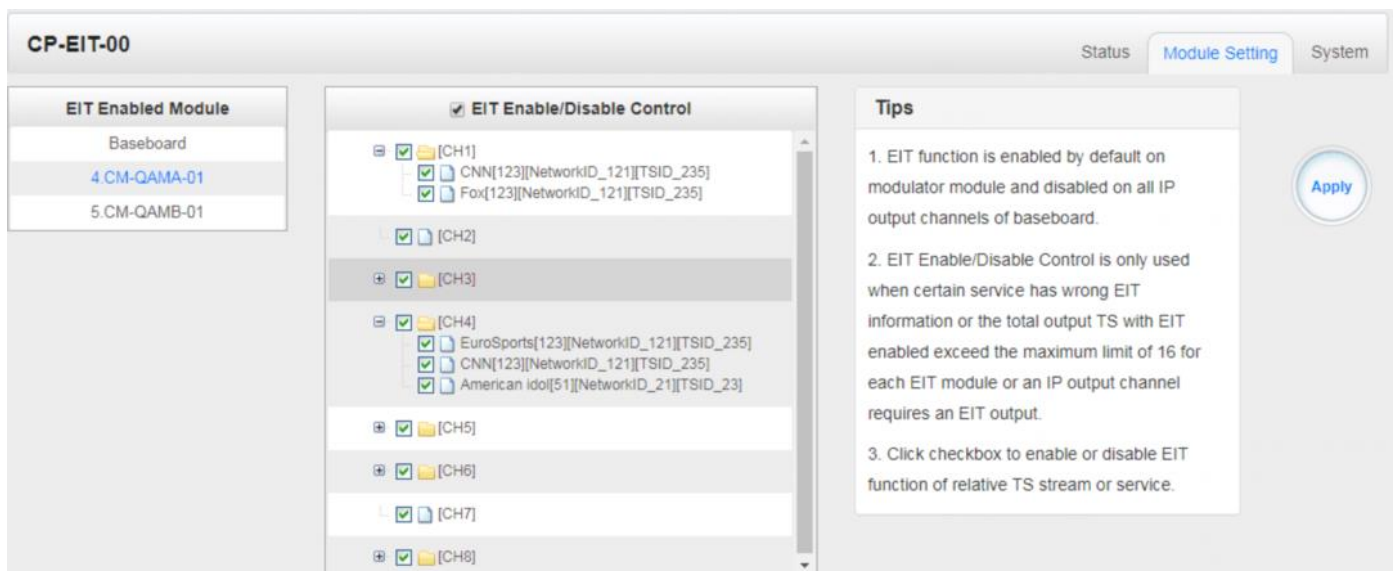 CP-EIT-00
Status
Module Setting
System
EIT Enabled Module
Baseboard
4.CM-QAMA-01
5.CM-QAMB-01
EIT Enable/Disable Control
[CH1]
CNN[123][NetworkID_121][TSID_235]
Fox[123][NetworkID_121][TSID_235]
[CH2]
[CH3]
[CH4]
EuroSports[123][NetworkID_121][TSID_235]
CNN[123][NetworkID_121][TSID_235]
American idol[51][NetworkID_21][TSID_23]
[CH5]
[CH6]
[CH7]
[CH8]
Tips
1. EIT function is enabled by default on
modulator module and disabled on all IP
output channels of baseboard.
2. EIT Enable/Disable Control is only used
when certain service has wrong EIT
information or the total output TS with EIT
enabled exceed the maximum limit of 16 for
each EIT module or an IP output channel
requires an EIT output.
3. Click checkbox to enable or disable EIT
function of relative TS stream or service.
Apply